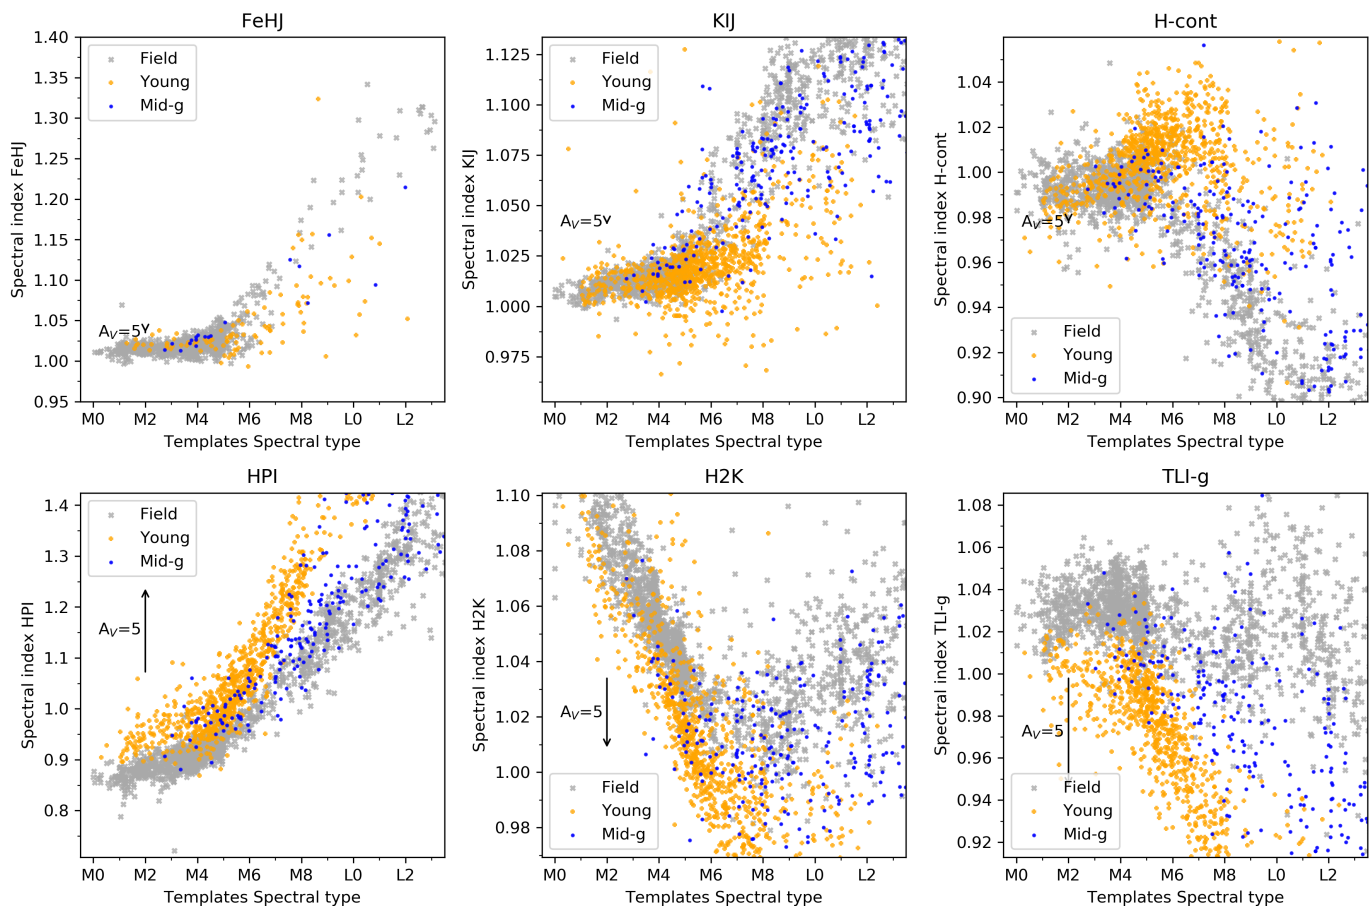 FeHJ
Spectral index FeHJ
1.40
1.35
1.30
1.25
1.20
1.15
1.10
1.05
1.00
0.95
Field
Young
Mid-g
A_V=5
M0 M2 M4 M6 M8 L0 L2
Templates Spectral type
KIJ
Spectral index KIJ
1.125
1.100
1.075
1.050
1.025
1.000
0.975
Field
Young
Mid-g
A_V=5
M0 M2 M4 M6 M8 L0 L2
Templates Spectral type
H-cont
Spectral index H-cont
1.04
1.02
1.00
0.98
0.96
0.94
0.92
0.90
A_V=5
Field
Young
Mid-g
M0 M2 M4 M6 M8 L0 L2
Templates Spectral type
HPI
Spectral index HPI
1.4
1.3
1.2
1.1
1.0
0.9
0.8
Field
Young
Mid-g
A_V=5
M0 M2 M4 M6 M8 L0 L2
Templates Spectral type
H2K
Spectral index H2K
1.10
1.08
1.06
1.04
1.02
1.00
0.98
A_V=5
Field
Young
Mid-g
M0 M2 M4 M6 M8 L0 L2
Templates Spectral type
TLI-g
Spectral index TLI-g
1.08
1.06
1.04
1.02
1.00
0.98
0.96
0.94
0.92
A_V=5
Field
Young
Mid-g
M0 M2 M4 M6 M8 L0 L2
Templates Spectral type